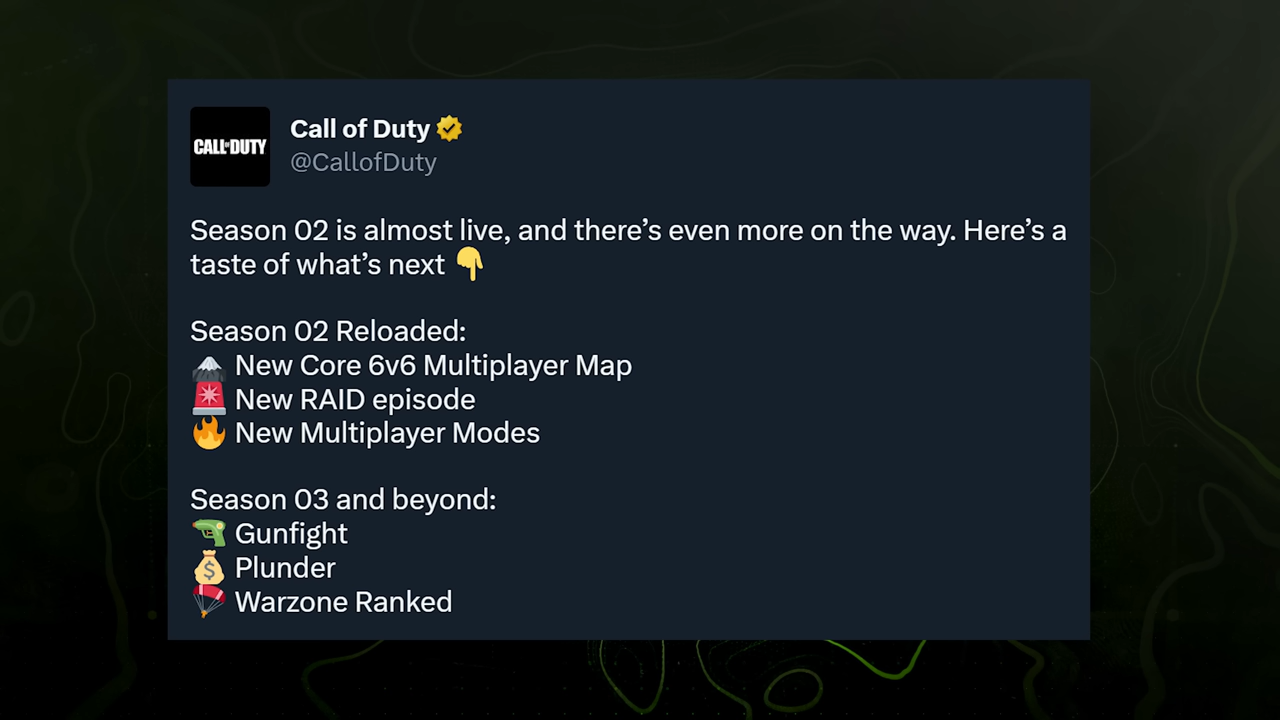 CALL OF DUTY
Call of Duty
@CallofDuty
Season 02 is almost live, and there’s even more on the way. Here’s a
taste of what’s next 👇
Season 02 Reloaded:
🏔️ New Core 6v6 Multiplayer Map
🚨 New RAID episode
🔥 New Multiplayer Modes
Season 03 and beyond:
🔫 Gunfight
💰 Plunder
🪂 Warzone Ranked